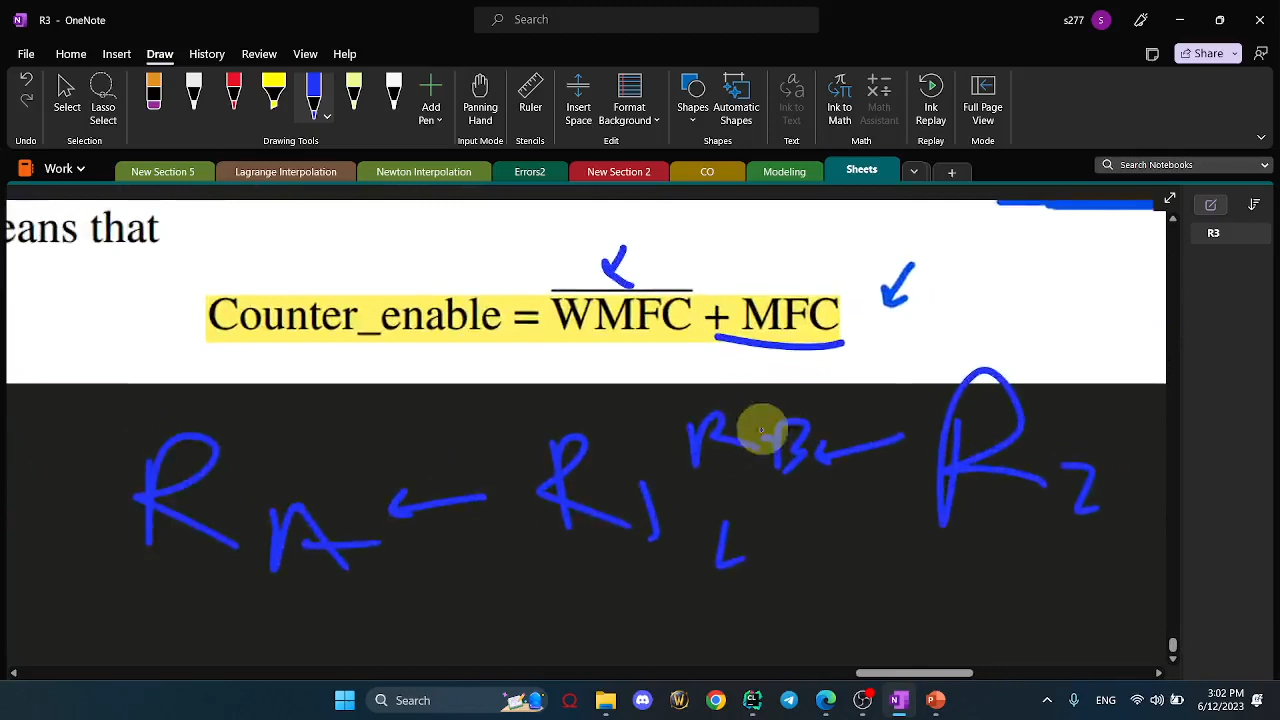 R3 - OneNote
Search
s277
S
File Home Insert Draw History Review View Help
Share
Undo
Select
Lasso Select
Selection
Drawing Tools
Add Pen
Panning Hand
Input Mode
Ruler
Stencils
Insert Space
Format Background
Edit
Shapes
Automatic Shapes
Shapes
Ink to Text
Text
Ink to Math
Math Assistant
Math
Ink Replay
Replay
Full Page View
Mode
Work
New Section 5
Lagrange Interpolation
Newton Interpolation
Errors2
New Section 2
CO
Modeling
Sheets
Search Notebooks
R3
eans that
Counter_enable = \overline{WMFC} + MFC
RA ← R1
RB ← R2
Search
ENG
3:02 PM
6/12/2023